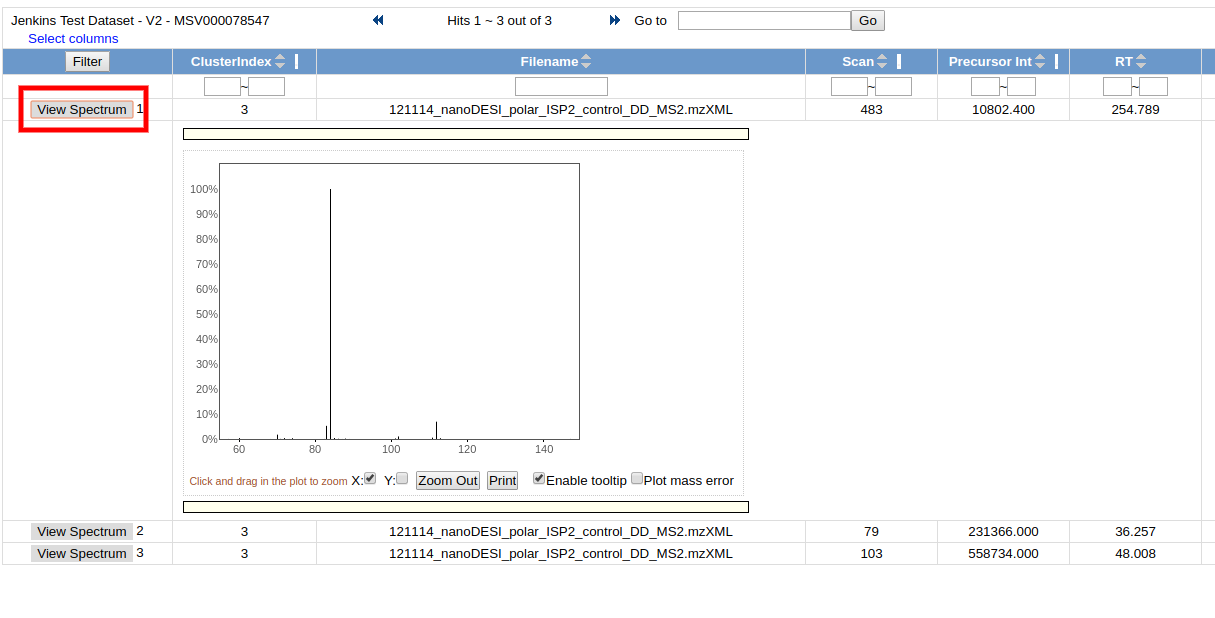 Jenkins Test Dataset - V2 - MSV000078547 Hits 1 ~ 3 out of 3 Go to Go
Select columns
Filter ClusterIndex Filename Scan Precursor Int RT
~ ~ ~ ~
View Spectrum 1 3 121114_nanoDESI_polar_ISP2_control_DD_MS2.mzXML 483 10802.400 254.789
100%
90%
80%
70%
60%
50%
40%
30%
20%
10%
0%
60 80 100 120 140
Click and drag in the plot to zoom X: Y: Zoom Out Print Enable tooltip Plot mass error
View Spectrum 2 3 121114_nanoDESI_polar_ISP2_control_DD_MS2.mzXML 79 231366.000 36.257
View Spectrum 3 3 121114_nanoDESI_polar_ISP2_control_DD_MS2.mzXML 103 558734.000 48.008